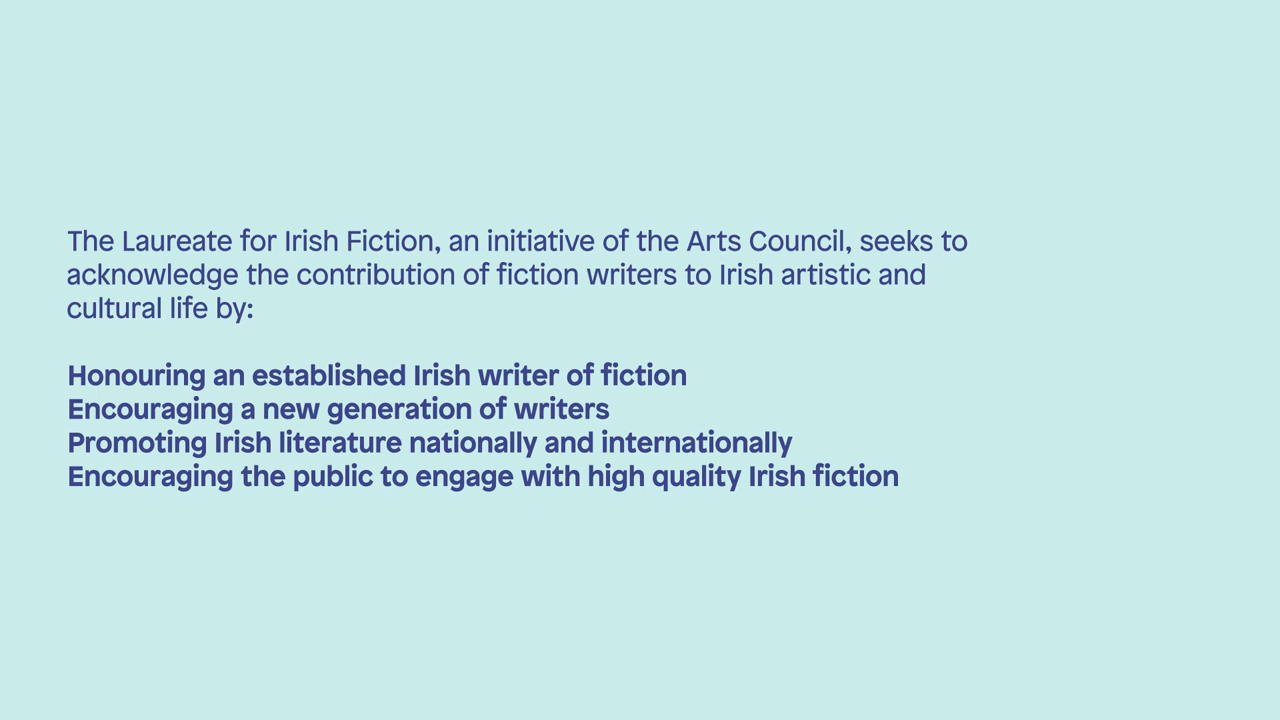 The Laureate for Irish Fiction, an initiative of the Arts Council, seeks to
acknowledge the contribution of fiction writers to Irish artistic and
cultural life by:
Honouring an established Irish writer of fiction
Encouraging a new generation of writers
Promoting Irish literature nationally and internationally
Encouraging the public to engage with high quality Irish fiction